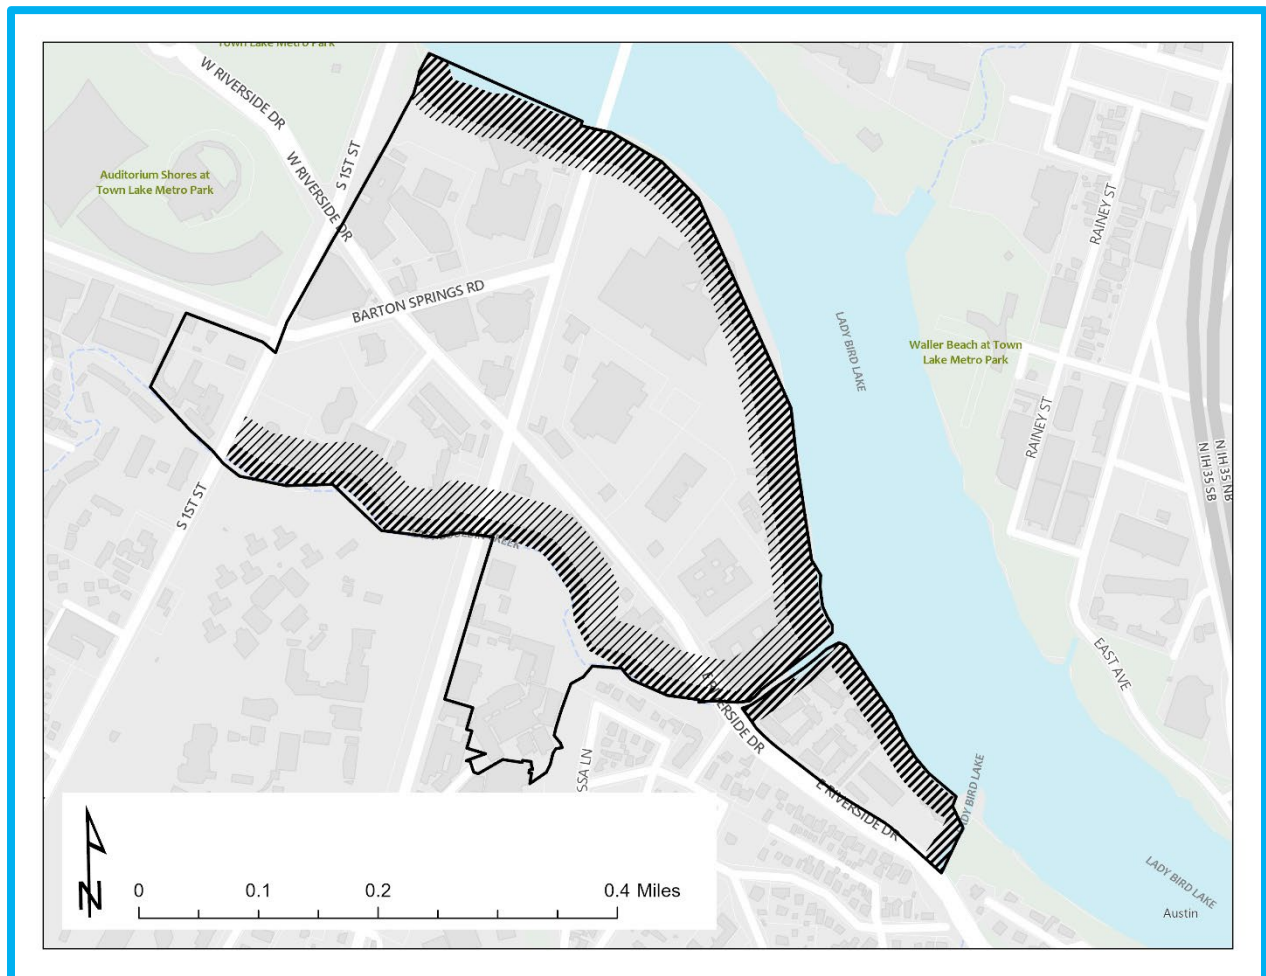 Town Lake Metro Park
W RIVERSIDE DR
S 1ST ST
W RIVERSIDE DR
Auditorium Shores at
Town Lake Metro Park
RAINEY ST
BARTON SPRINGS RD
LADY BIRD LAKE
Waller Beach at Town
Lake Metro Park
RAINEY ST
N IH 35 NB
N IH 35 SB
S 1ST ST
CREEK
EAST AVE
E RIVERSIDE DR
SSA LN
E RIVERSIDE DR
LADY BIRD LAKE
LADY BIRD LAKE
Austin
N
0
0.1
0.2
0.4 Miles